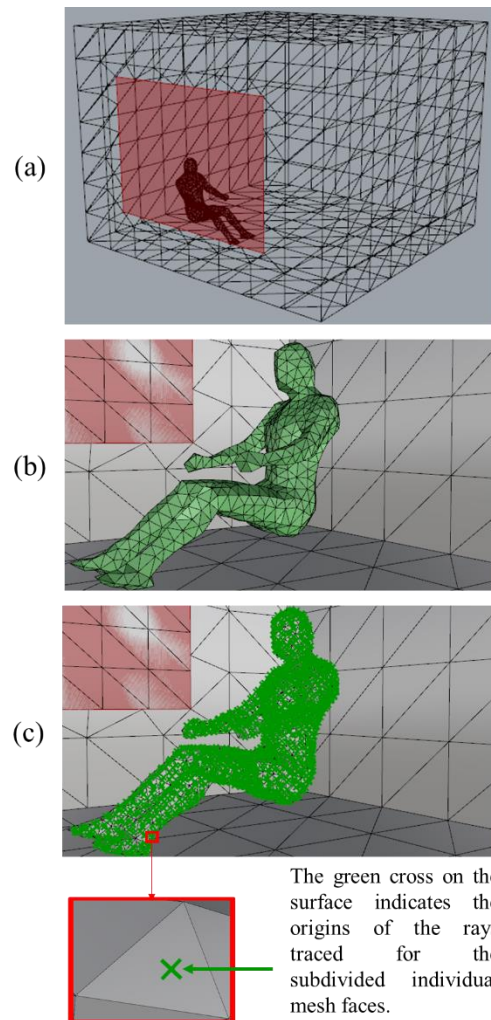 (a)
(b)
(c)
The green cross on the
surface indicates the
origins of the ray
traced for the
subdivided individua
mesh faces.